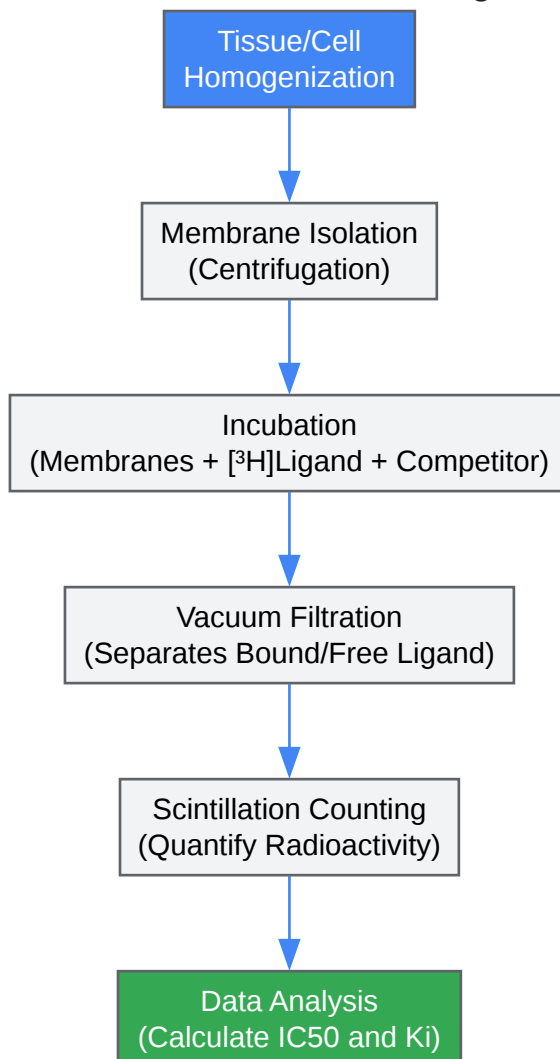 Tissue/Cell
Homogenization
Membrane Isolation
(Centrifugation)
Incubation
(Membranes + [³H]Ligand + Competitor)
Vacuum Filtration
(Separates Bound/Free Ligand)
Scintillation Counting
(Quantify Radioactivity)
Data Analysis
(Calculate IC50 and Ki)